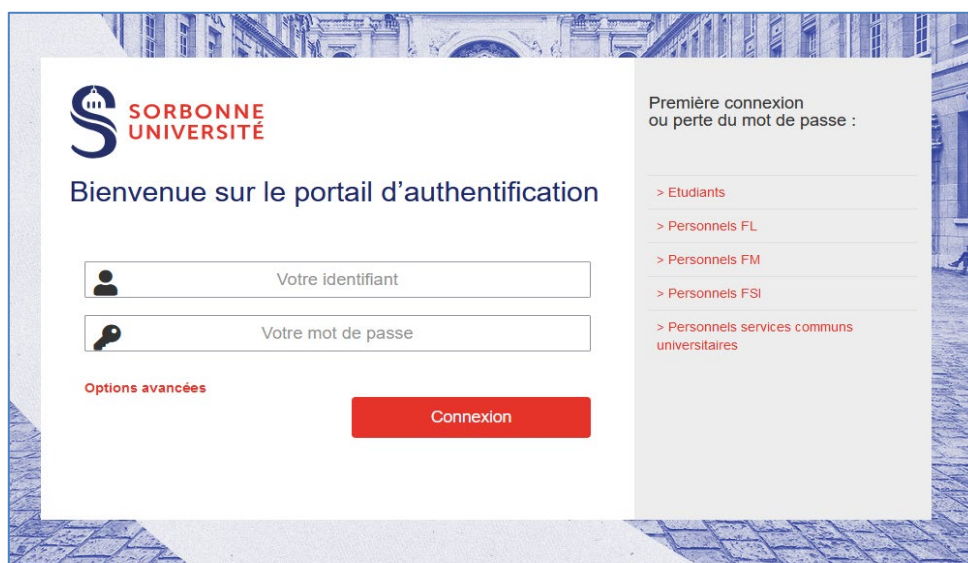 SORBONNE
UNIVERSITÉ
Bienvenue sur le portail d’authentification
Votre identifiant
Votre mot de passe
Options avancées
Connexion
Première connexion
ou perte du mot de passe :
> Etudiants
> Personnels FL
> Personnels FM
> Personnels FSI
> Personnels services communs
universitaires